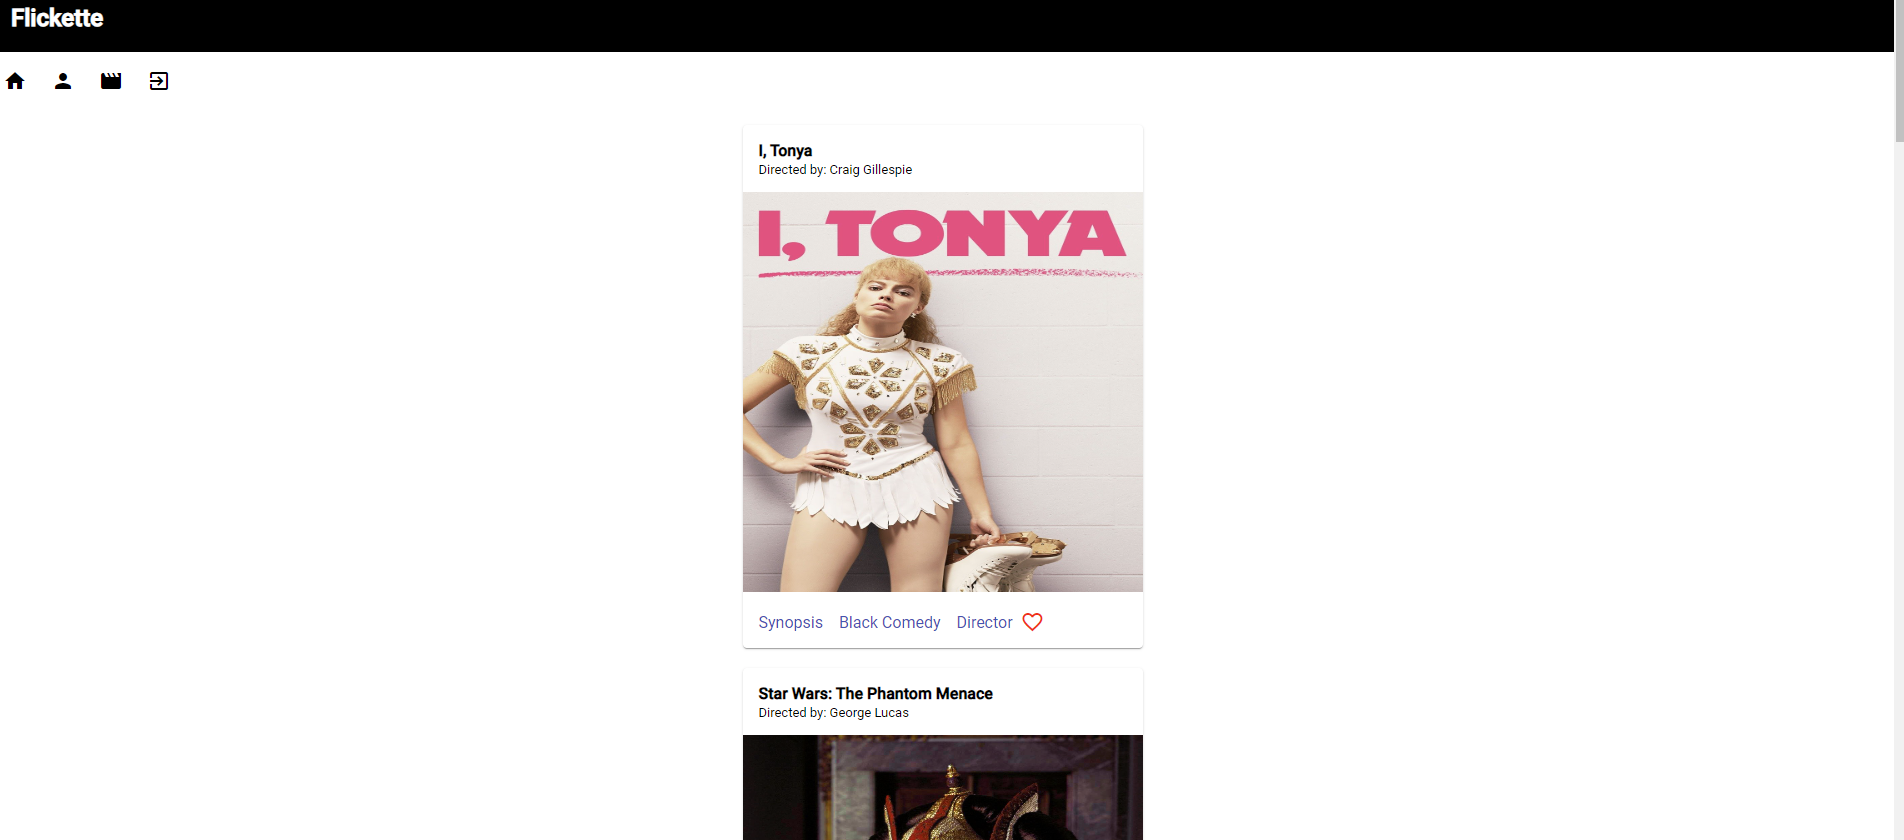 Flickette
I, Tonya
Directed by: Craig Gillespie
I, TONYA
Synopsis Black Comedy Director
Star Wars: The Phantom Menace
Directed by: George Lucas